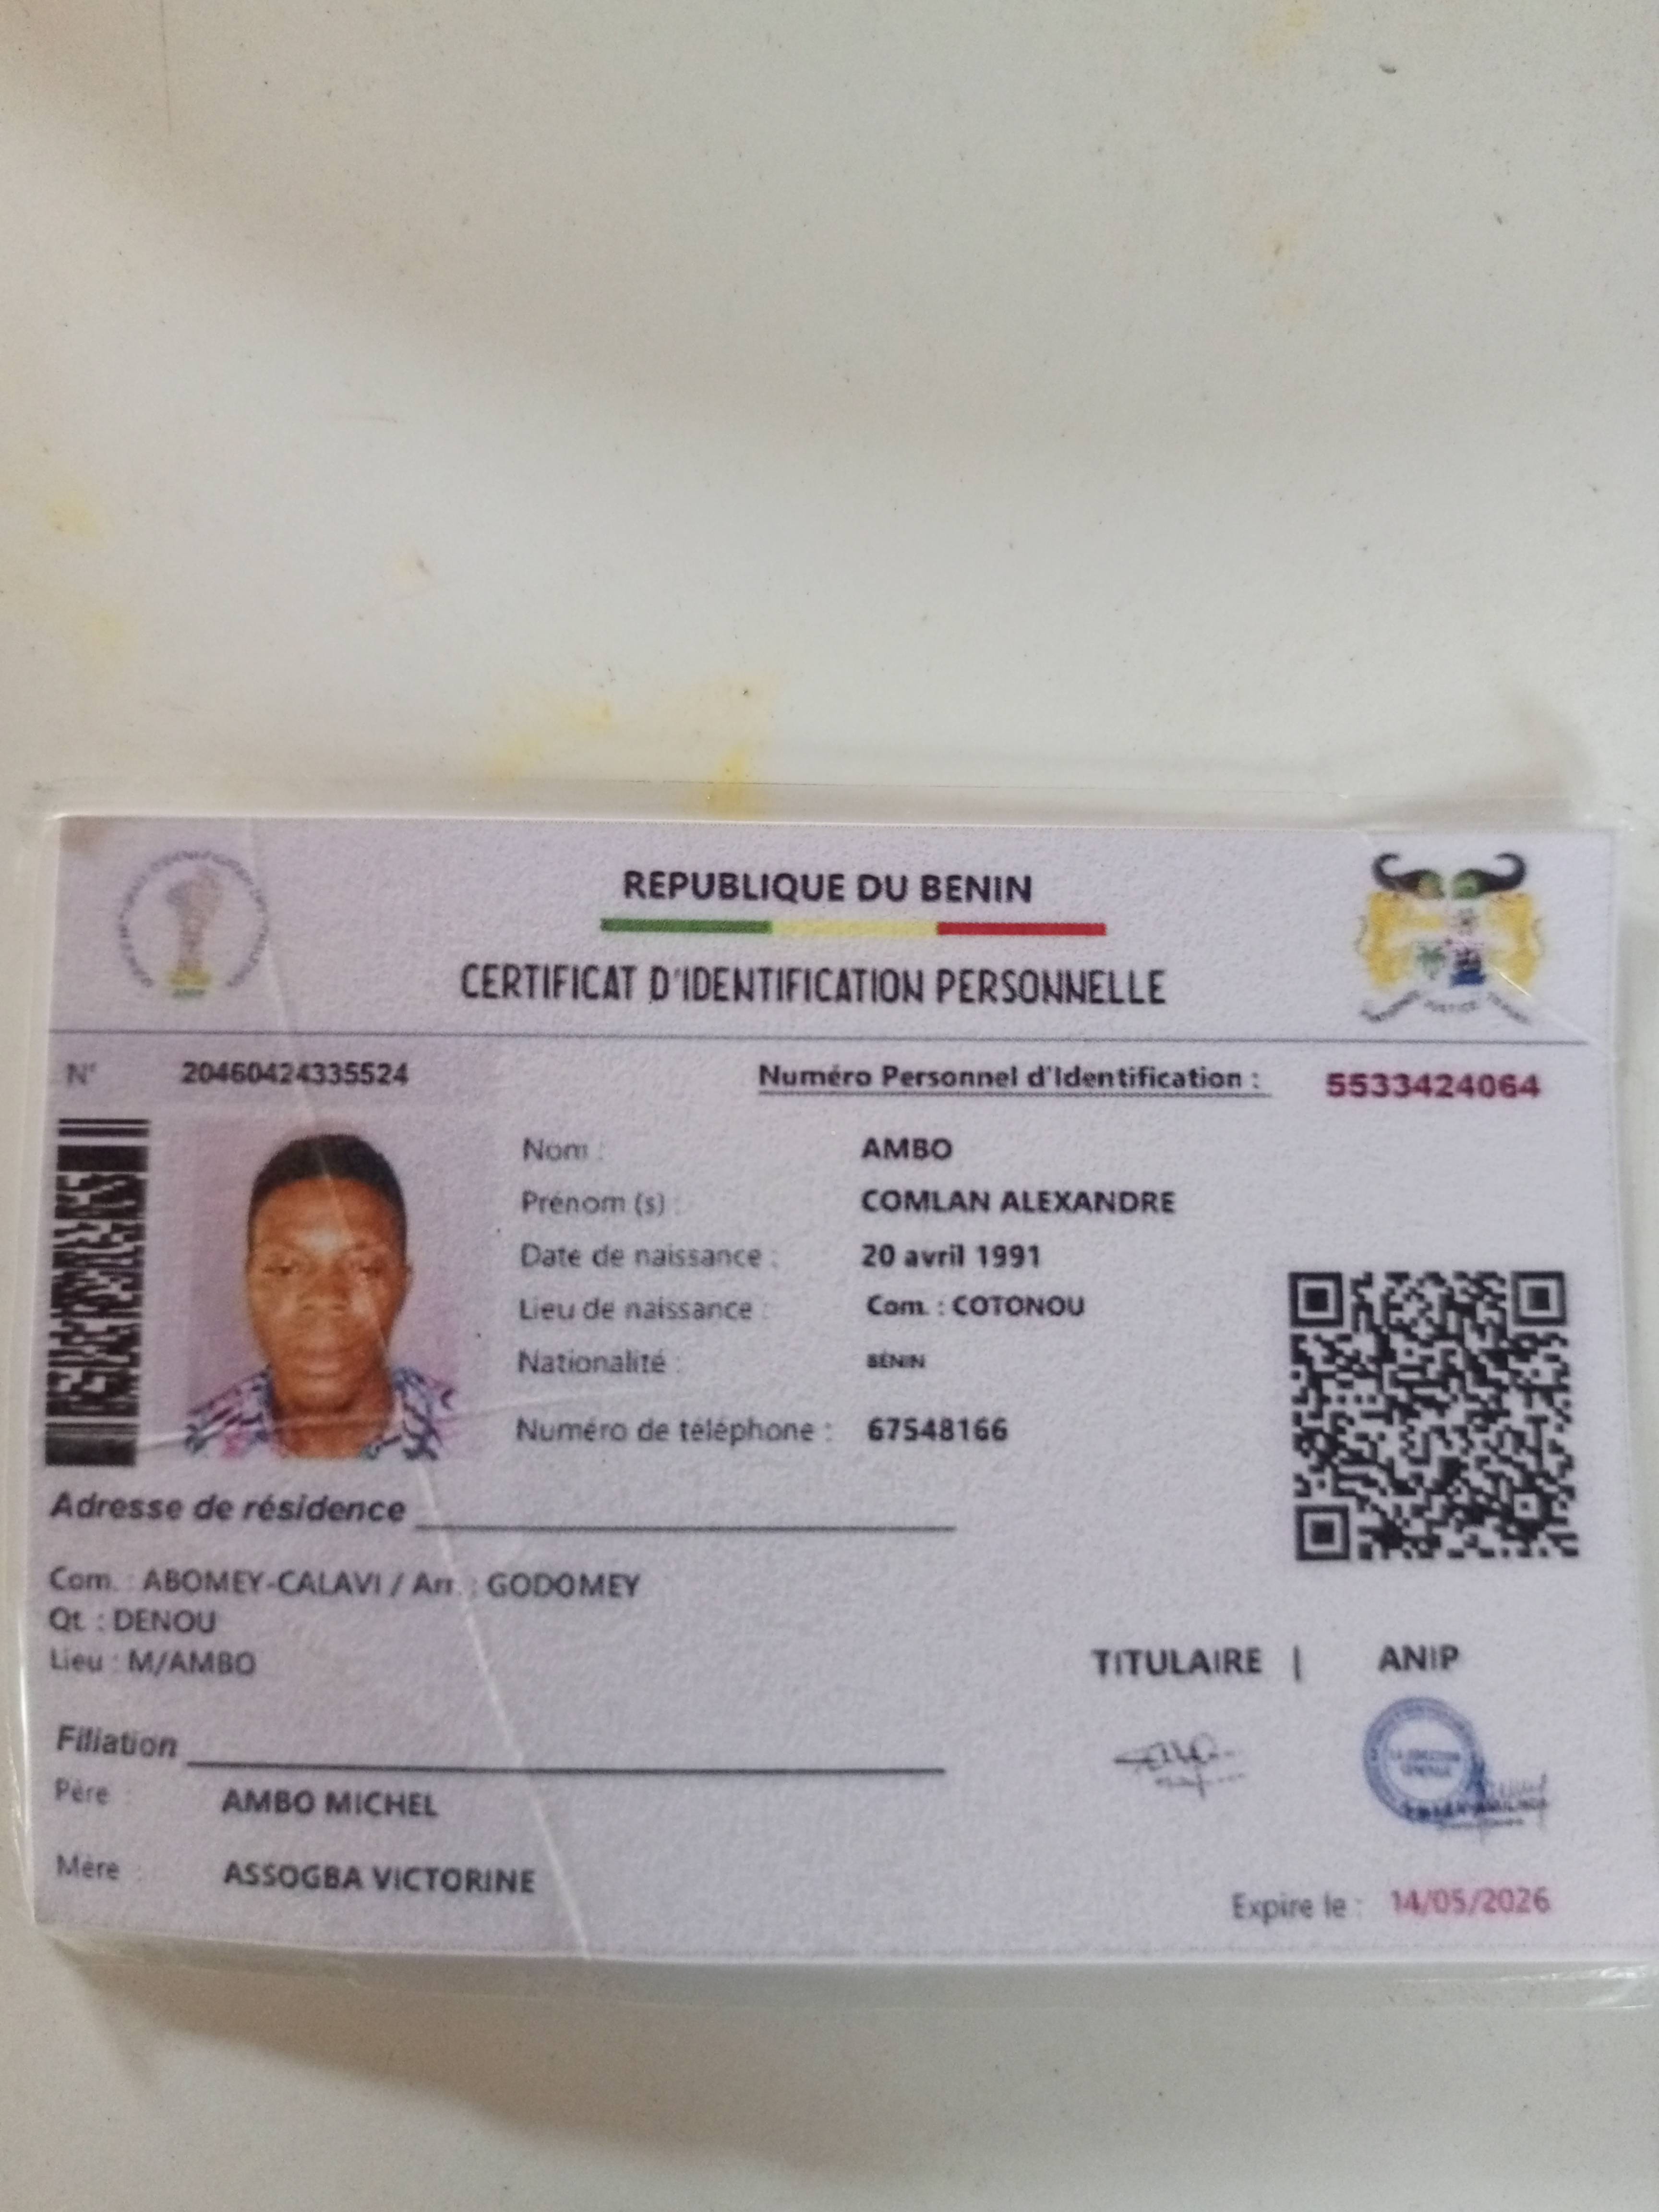 REPUBLIQUE DU BENIN
CERTIFICAT D'IDENTIFICATION PERSONNELLE
N° 20460424335524 Numéro Personnel d'Identification : 5533424064
Nom : AMBO
Prénom (s) : COMLAN ALEXANDRE
Date de naissance : 20 avril 1991
Lieu de naissance : Com. : COTONOU
Nationalité : BÉNIN
Numéro de téléphone : 67548166
Adresse de résidence
Com. : ABOMEY-CALAVI / Arr. : GODOMEY
Qt. : DENOU
Lieu : M/AMBO
TITULAIRE | ANIP
Filiation
Père : AMBO MICHEL
Mère : ASSOGBA VICTORINE
Expire le : 14/05/2026